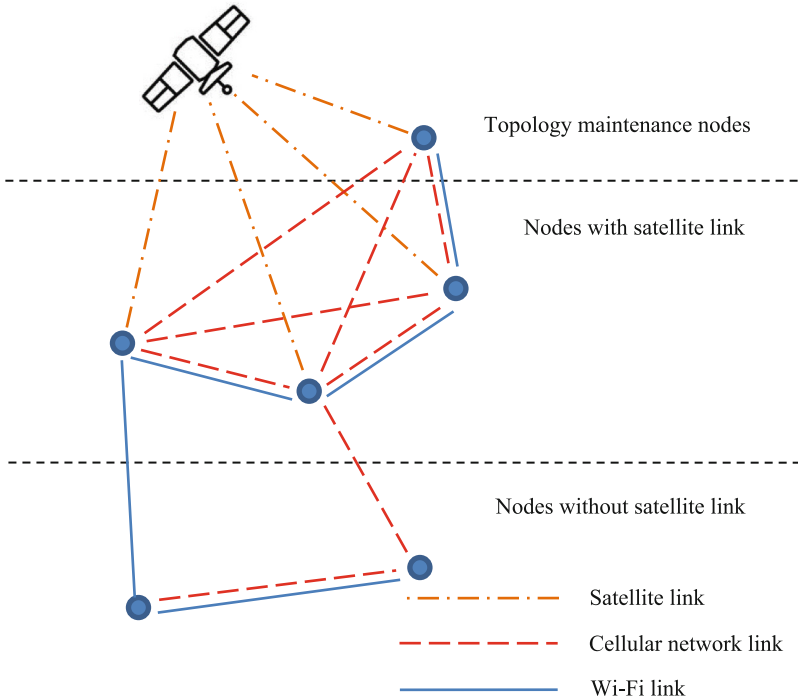 Topology maintenance nodes
Nodes with satellite link
Nodes without satellite link
Satellite link
Cellular network link
Wi-Fi link